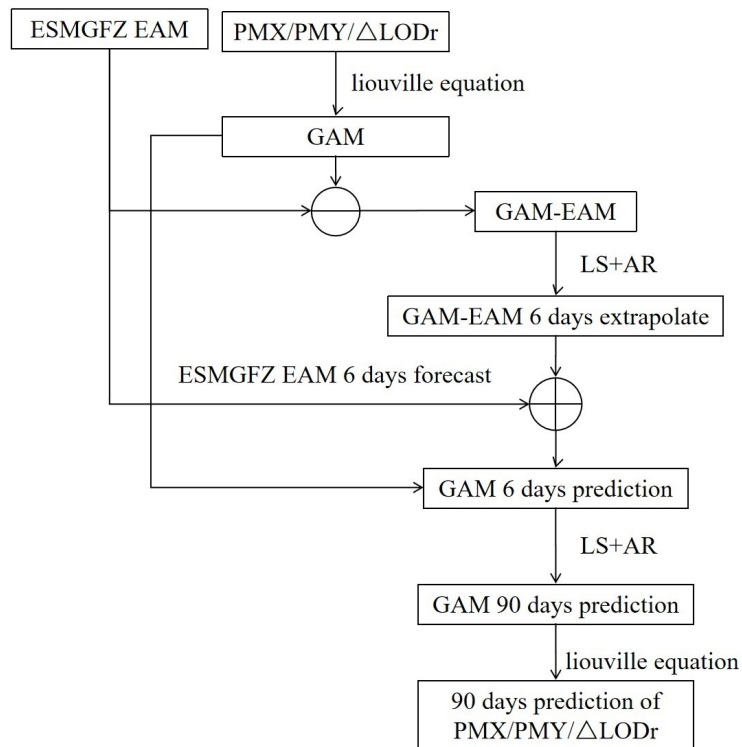 ESMGFZ EAM
PMX/PMY/△LODr
liouville equation
GAM
GAM-EAM
LS+AR
GAM-EAM 6 days extrapolate
ESMGFZ EAM 6 days forecast
GAM 6 days prediction
LS+AR
GAM 90 days prediction
liouville equation
90 days prediction of
PMX/PMY/△LODr